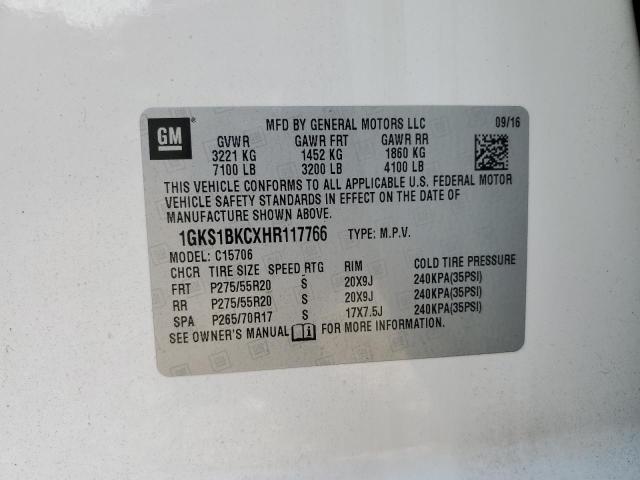 GM
MFD BY GENERAL MOTORS LLC 09/16
GVWR GAWR FRT GAWR RR
3221 KG 1452 KG 1860 KG
7100 LB 3200 LB 4100 LB
THIS VEHICLE CONFORMS TO ALL APPLICABLE U.S. FEDERAL MOTOR
VEHICLE SAFETY STANDARDS IN EFFECT ON THE DATE OF
MANUFACTURE SHOWN ABOVE.
1GKS1BKCXHR117766 TYPE: M.P.V.
MODEL: C15706
CHCR TIRE SIZE SPEED RTG RIM COLD TIRE PRESSURE
FRT P275/55R20 S 20X9J 240KPA(35PSI)
RR P275/55R20 S 20X9J 240KPA(35PSI)
SPA P265/70R17 S 17X7.5J 240KPA(35PSI)
SEE OWNER'S MANUAL FOR MORE INFORMATION.